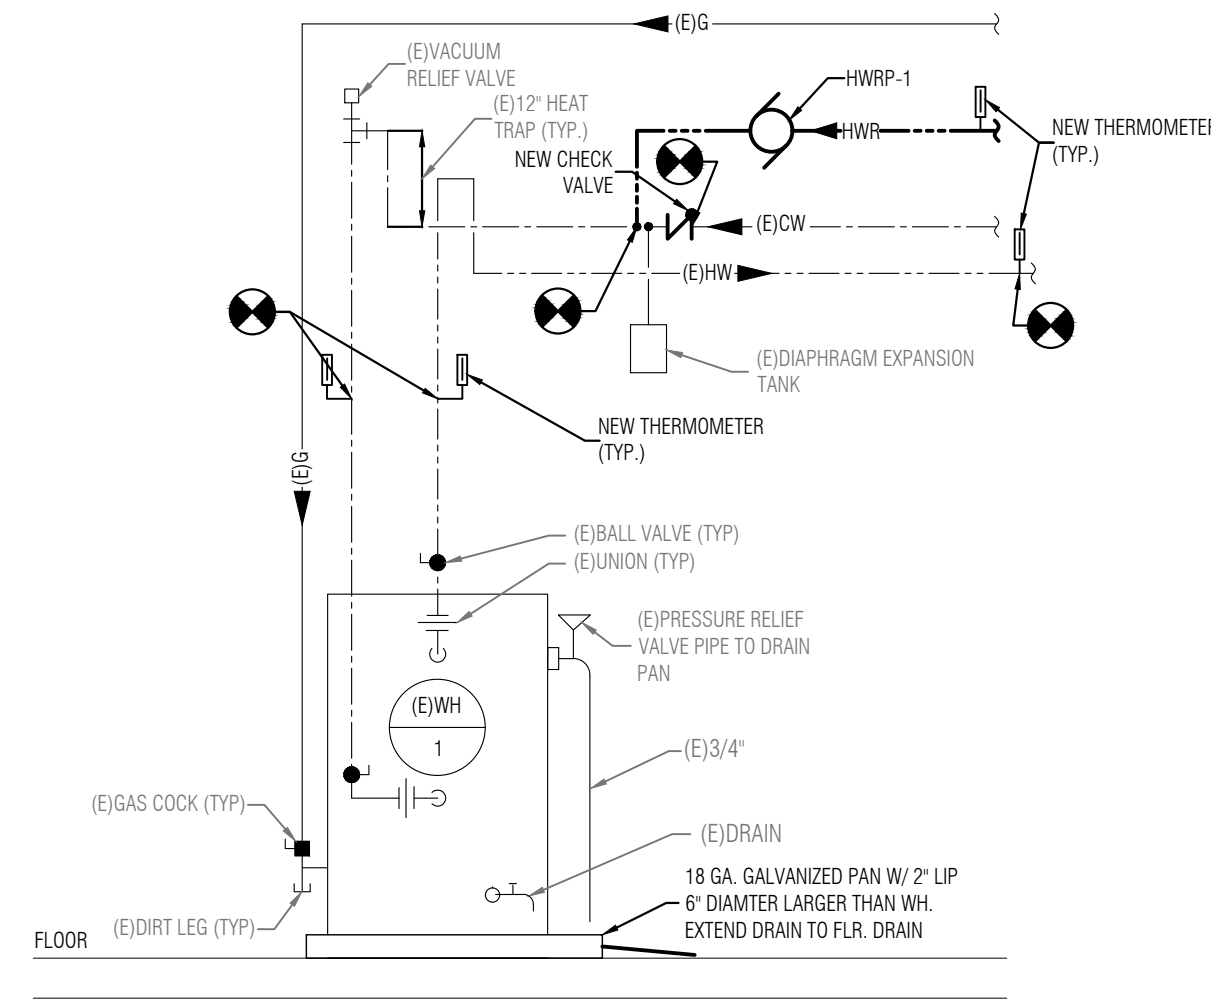 (E)G
(E)VACUUM
RELIEF VALVE
(E)12" HEAT
TRAP (TYP.)
HWRP-1
HWR
NEW THERMOMETER
(TYP.)
NEW CHECK
VALVE
(E)CW
(E)HW
(E)DIAPHRAGM EXPANSION
TANK
NEW THERMOMETER
(TYP.)
(E)G
(E)BALL VALVE (TYP)
(E)UNION (TYP)
(E)PRESSURE RELIEF
VALVE PIPE TO DRAIN
PAN
(E)WH
1
(E)3/4"
(E)GAS COCK (TYP)
(E)DRAIN
18 GA. GALVANIZED PAN W/ 2" LIP
6" DIAMTER LARGER THAN WH.
EXTEND DRAIN TO FLR. DRAIN
(E)DIRT LEG (TYP)
FLOOR